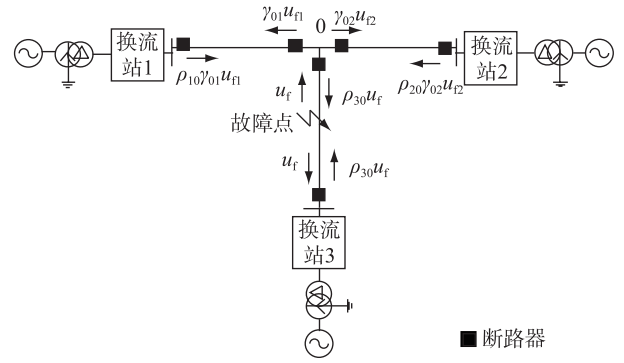 γ01uf1 0 γ02uf2
换流
站1
ρ10γ01uf1
换流
站2
ρ20γ02uf2
uf ρ30uf
故障点
uf ρ30uf
换流
站3
断路器